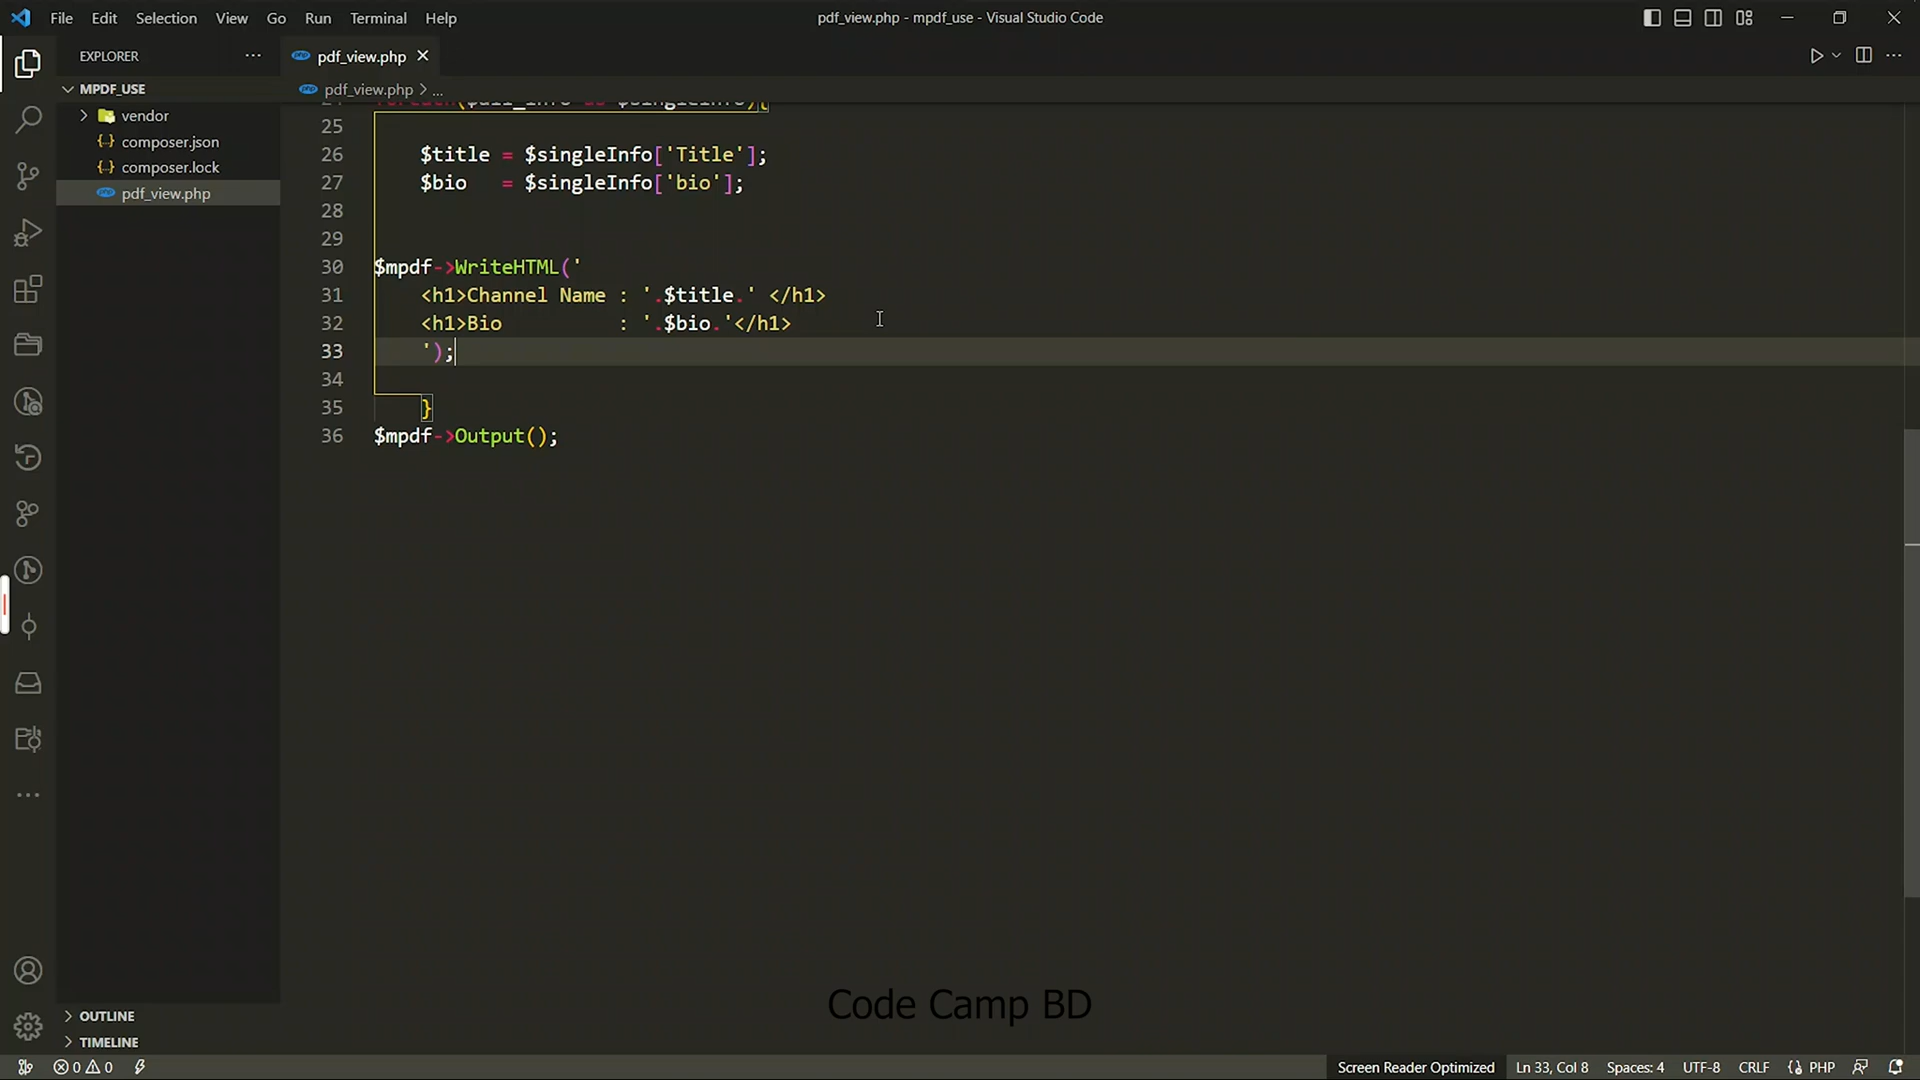 File Edit Selection View Go Run Terminal Help
pdf_view.php - mpdf_use - Visual Studio Code
EXPLORER
pdf_view.php
MPDF_USE
pdf_view.php > ...
vendor
composer.json
composer.lock
pdf_view.php
25
26 $title = $singleInfo['Title'];
27 $bio   = $singleInfo['bio'];
28
29
30 $mpdf->WriteHTML('
31 <h1>Channel Name : '.$title.' </h1>
32 <h1>Bio          : '.$bio.'</h1>
33 ');
34
35 }
36 $mpdf->Output();
Code Camp BD
OUTLINE
TIMELINE
0 0
Screen Reader Optimized Ln 33, Col 8 Spaces: 4 UTF-8 CRLF PHP